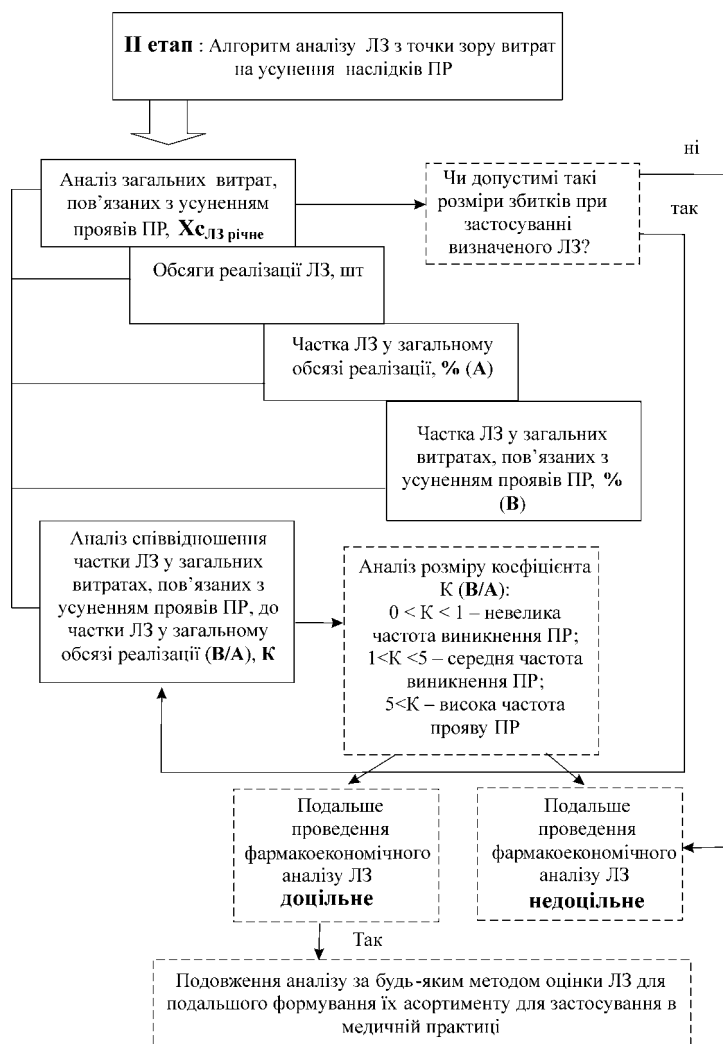 II етап : Алгоритм аналізу ЛЗ з точки зору витрат
на усунення наслідків ПР
Аналіз загальних витрат,
пов’язаних з усуненням
проявів ПР, XcЛЗ річне
Чи допустимі такі
розміри збитків при
застосуванні
визначеного ЛЗ?
ні
так
Обсяги реалізації ЛЗ, шт
Частка ЛЗ у загальному
обсязі реалізації, % (А)
Частка ЛЗ у загальних
витратах, пов’язаних з
усуненням проявів ПР, %
(В)
Аналіз співвідношення
частки ЛЗ у загальних
витратах, пов’язаних з
усуненням проявів ПР, до
частки ЛЗ у загальному
обсязі реалізації (В/А), К
Аналіз розміру коефіцієнта
К (В/А):
0 < К < 1 – невелика
частота виникнення ПР;
1<К <5 – середня частота
виникнення ПР;
5<К – висока частота
прояву ПР
Подальше
проведення
фармакоекономічного
аналізу ЛЗ
доцільне
Подальше
проведення
фармакоекономічного
аналізу ЛЗ
недоцільне
Так
Подовження аналізу за будь-яким методом оцінки ЛЗ для
подальшого формування їх асортименту для застосування в
медичній практиці